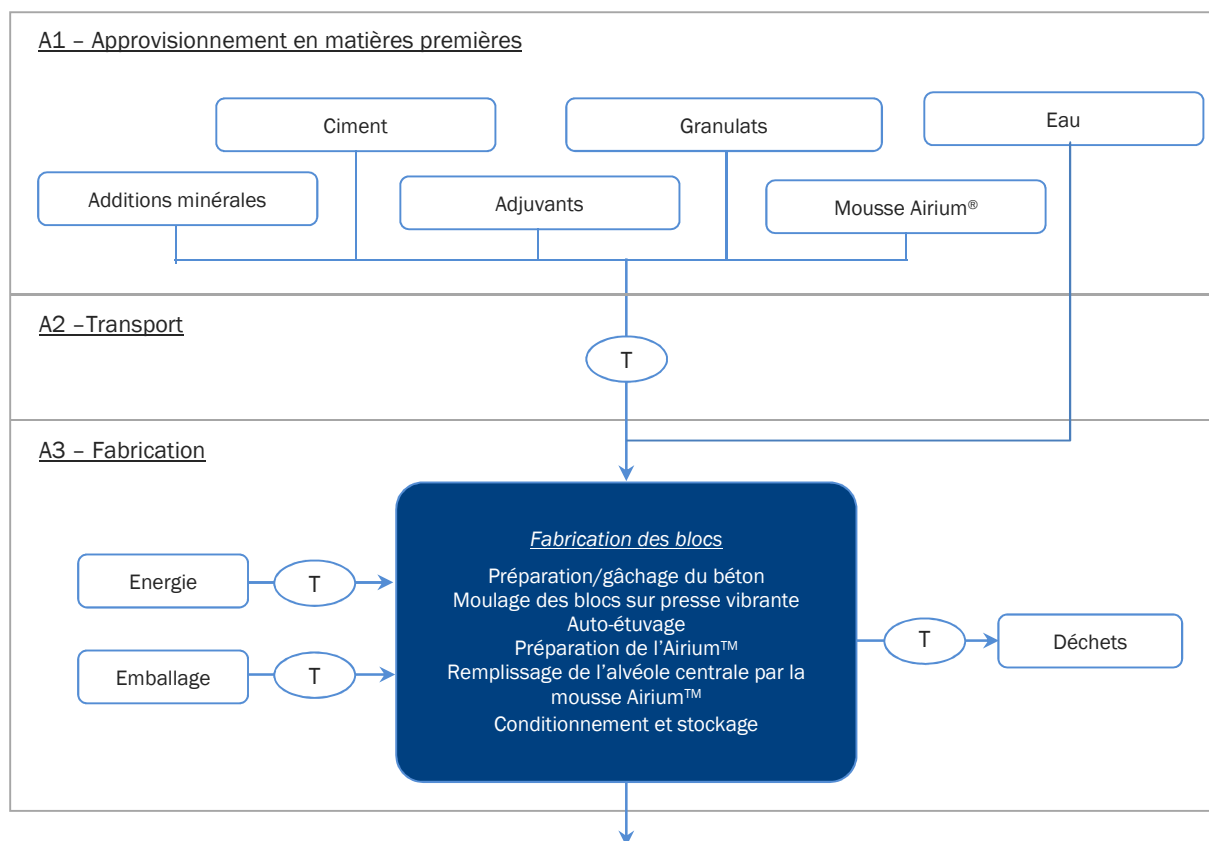 A1 – Approvisionnement en matières premières
Ciment
Granulats
Eau
Additions minérales
Adjuvants
Mousse Airium®
A2 –Transport
T
A3 – Fabrication
Fabrication des blocs
Préparation/gâchage du béton
Moulage des blocs sur presse vibrante
Auto-étuvage
Préparation de l’Airium™
Remplissage de l’alvéole centrale par la
mousse Airium™
Conditionnement et stockage
Energie
T
Emballage
T
T
Déchets